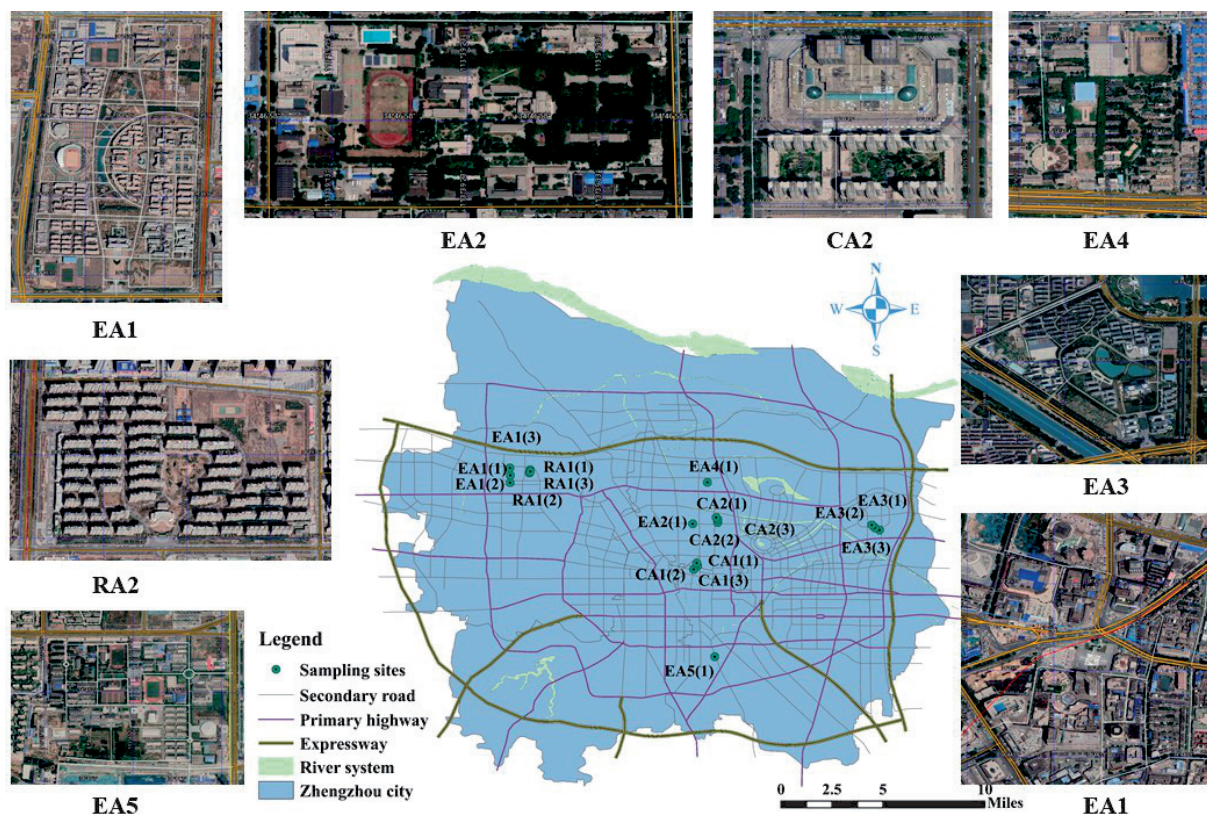 EA1
EA2
CA2
EA4
RA2
EA5
EA3
EA1
N
W
E
S
EA1(3)
EA1(1)
EA1(2)
RA1(1)
RA1(3)
RA1(2)
EA4(1)
CA2(1)
EA2(1)
CA2(3)
CA2(2)
EA3(1)
EA3(2)
EA3(3)
CA1(1)
CA1(2)
CA1(3)
EA5(1)
Legend
Sampling sites
Secondary road
Primary highway
Expressway
River system
Zhengzhou city
0 2.5 5 10
Miles